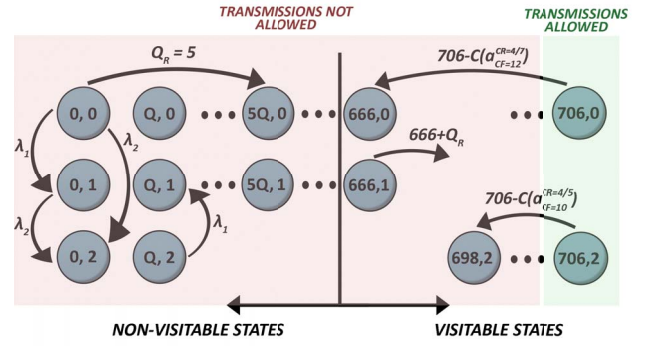 TRANSMISSIONS NOT
ALLOWED
TRANSMISSIONS
ALLOWED
Q_R = 5
706-C(a_{CF=12}^{CR=4/7})
0, 0
Q, 0
5Q, 0
666,0
706,0
λ₁
λ₂
666+Q_R
0, 1
Q, 1
5Q, 1
666,1
λ₂
λ₁
706-C(a_{CF=10}^{CR=4/5})
0, 2
Q, 2
698,2
706,2
NON-VISITABLE STATES
VISITABLE STATES